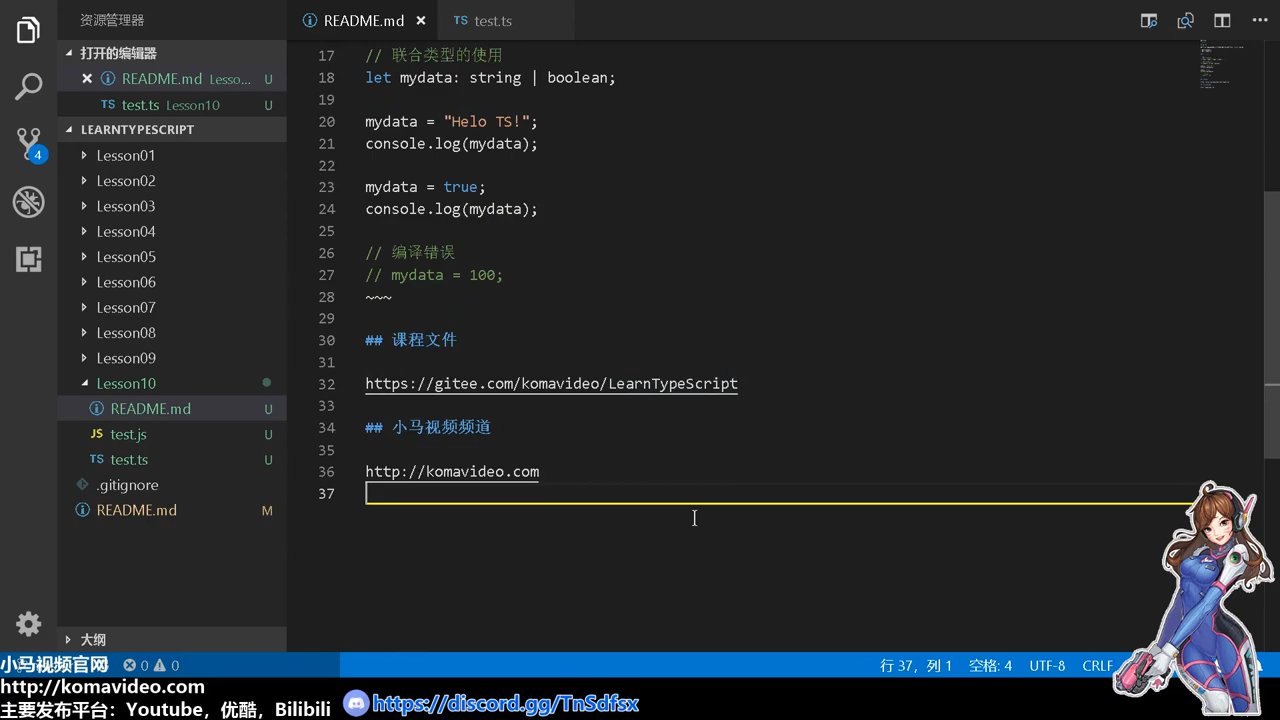 资源管理器
README.md
TS test.ts
打开的编辑器
README.md Lesso... U
TS test.ts Lesson10 U
LEARNTYPESCRIPT
Lesson01
Lesson02
Lesson03
Lesson04
Lesson05
Lesson06
Lesson07
Lesson08
Lesson09
Lesson10
README.md U
JS test.js U
TS test.ts U
.gitignore
README.md M
大纲
4
17 // 联合类型的使用
18 let mydata: string | boolean;
19
20 mydata = "Helo TS!";
21 console.log(mydata);
22
23 mydata = true;
24 console.log(mydata);
25
26 // 编译错误
27 // mydata = 100;
28 ~~~
29
30 ## 课程文件
31
32 https://gitee.com/komavideo/LearnTypeScript
33
34 ## 小马视频频道
35
36 http://komavideo.com
37
0 0
行 37，列 1 空格: 4 UTF-8 CRLF
小马视频官网
http://komavideo.com
主要发布平台：Youtube，优酷，Bilibili
https://discord.gg/TnSdfsx